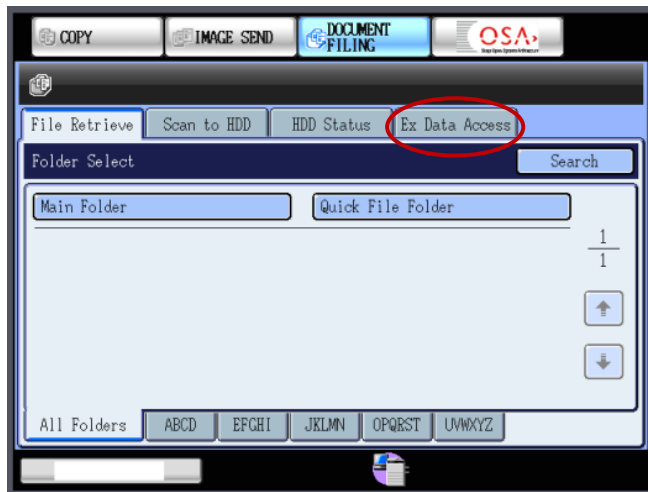 COPY IMAGE SEND DOCUMENT FILING OSA
File Retrieve Scan to HDD HDD Status Ex Data Access
Folder Select Search
Main Folder Quick File Folder
1
1
All Folders ABCD EFGHI JKLMN OPQRST UVWXYZ